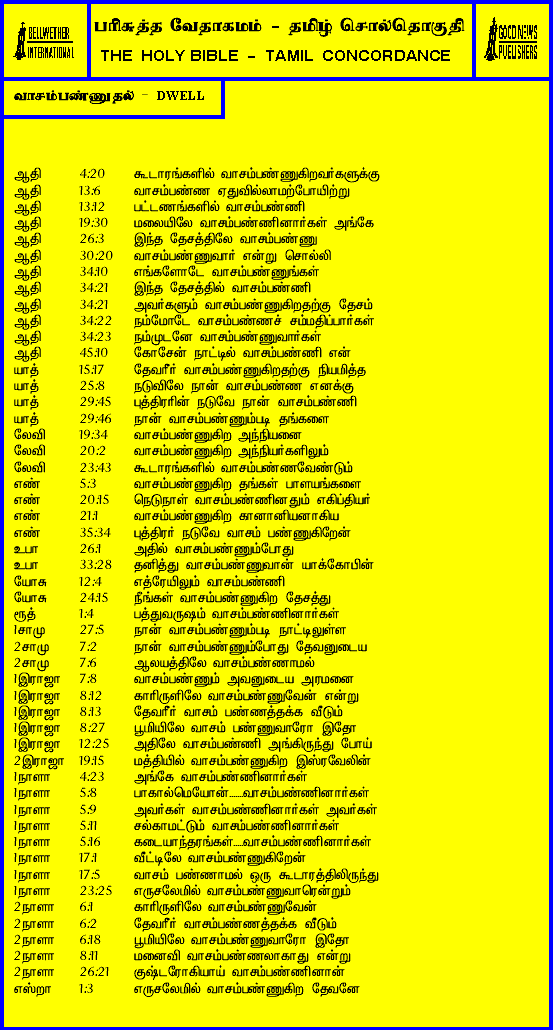 BELLWETHER
INTERNATIONAL
பரிசுத்த வேதாகமம் - தமிழ் சொல்தொகுதி
THE HOLY BIBLE - TAMIL CONCORDANCE
GOOD NEWS
PUBLISHERS
வாசம்பண்ணுதல் - DWELL
ஆதி 4:20 கூடாரங்களில் வாசம்பண்ணுகிறவர்களுக்கு
ஆதி 13:6 வாசம்பண்ண ஏதுவில்லாமற்போயிற்று
ஆதி 13:12 பட்டணங்களில் வாசம்பண்ணி
ஆதி 19:30 மலையிலே வாசம்பண்ணினார்கள் அங்கே
ஆதி 26:3 இந்த தேசத்திலே வாசம்பண்ணு
ஆதி 30:20 வாசம்பண்ணுவார் என்று சொல்லி
ஆதி 34:10 எங்களோடே வாசம்பண்ணுங்கள்
ஆதி 34:21 இந்த தேசத்தில் வாசம்பண்ணி
ஆதி 34:21 அவர்களும் வாசம்பண்ணுகிறதற்கு தேசம்
ஆதி 34:22 நம்மோடே வாசம்பண்ணச் சம்மதிப்பார்கள்
ஆதி 34:23 நம்முடனே வாசம்பண்ணுவார்கள்
ஆதி 45:10 கோசேன் நாட்டில் வாசம்பண்ணி என்
யாத் 15:17 தேவரீர் வாசம்பண்ணுகிறதற்கு நியமித்த
யாத் 25:8 நடுவிலே நான் வாசம்பண்ண எனக்கு
யாத் 29:45 புத்திரரின் நடுவே நான் வாசம்பண்ணி
யாத் 29:46 நான் வாசம்பண்ணும்படி தங்களை
லேவி 19:34 வாசம்பண்ணுகிற அந்நியனை
லேவி 20:2 வாசம்பண்ணுகிற அந்நியர்களிலும்
லேவி 23:43 கூடாரங்களில் வாசம்பண்ணவேண்டும்
எண் 5:3 வாசம்பண்ணுகிற தங்கள் பாளயங்களை
எண் 20:15 நெடுநாள் வாசம்பண்ணினதும் எகிப்தியர்
எண் 21:1 வாசம்பண்ணுகிற கானானியனாகிய
எண் 35:34 புத்திரர் நடுவே வாசம் பண்ணுகிறேன்
உபா 26:1 அதில் வாசம்பண்ணும்போது
உபா 33:28 தனித்து வாசம்பண்ணுவான் யாக்கோபின்
யோசு 12:4 எத்ரேயிலும் வாசம்பண்ணி
யோசு 24:15 நீங்கள் வாசம்பண்ணுகிற தேசத்து
ரூத் 1:4 பத்துவருஷம் வாசம்பண்ணினார்கள்
1சாமு 27:5 நான் வாசம்பண்ணும்படி நாட்டிலுள்ள
2சாமு 7:2 நான் வாசம்பண்ணும்போது தேவனுடைய
2சாமு 7:6 ஆலயத்திலே வாசம்பண்ணாமல்
1இராஜா 7:8 வாசம்பண்ணும் அவனுடைய அரமனை
1இராஜா 8:12 காரிருளிலே வாசம்பண்ணுவேன் என்று
1இராஜா 8:13 தேவரீர் வாசம் பண்ணத்தக்க வீடும்
1இராஜா 8:27 பூமியிலே வாசம் பண்ணுவாரோ இதோ
1இராஜா 12:25 அதிலே வாசம்பண்ணி அங்கிருந்து போய்
2இராஜா 19:15 மத்தியில் வாசம்பண்ணுகிற இஸ்ரவேலின்
1நாளா 4:23 அங்கே வாசம்பண்ணினார்கள்
1நாளா 5:8 பாகால்மெயோன்......வாசம்பண்ணினார்கள்
1நாளா 5:9 அவர்கள் வாசம்பண்ணினார்கள் அவர்கள்
1நாளா 5:11 சல்காமட்டும் வாசம்பண்ணினார்கள்
1நாளா 5:16 கடையாந்தரங்கள்....வாசம்பண்ணினார்கள்
1நாளா 17:1 வீட்டிலே வாசம்பண்ணுகிறேன்
1நாளா 17:5 வாசம் பண்ணாமல் ஒரு கூடாரத்திலிருந்து
1நாளா 23:25 எருசலேமில் வாசம்பண்ணுவாரென்றும்
2நாளா 6:1 காரிருளிலே வாசம்பண்ணுவேன்
2நாளா 6:2 தேவரீர் வாசம்பண்ணத்தக்க வீடும்
2நாளா 6:18 பூமியிலே வாசம்பண்ணுவாரோ இதோ
2நாளா 8:11 மனைவி வாசம்பண்ணலாகாது என்று
2நாளா 26:21 குஷ்டரோகியாய் வாசம்பண்ணினான்
எஸ்றா 1:3 எருசலேமில் வாசம்பண்ணுகிற தேவனே